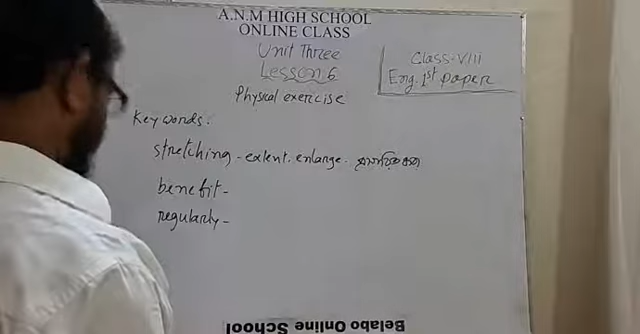 A.N.M HIGH SCHOOL
ONLINE CLASS
Unit Three
Lesson 6
Physical exercise
Class-VIII
Eng. 1st paper
Key words:
stretching - extent. enlarge.
benefit-
regularly-
Belabo Online School